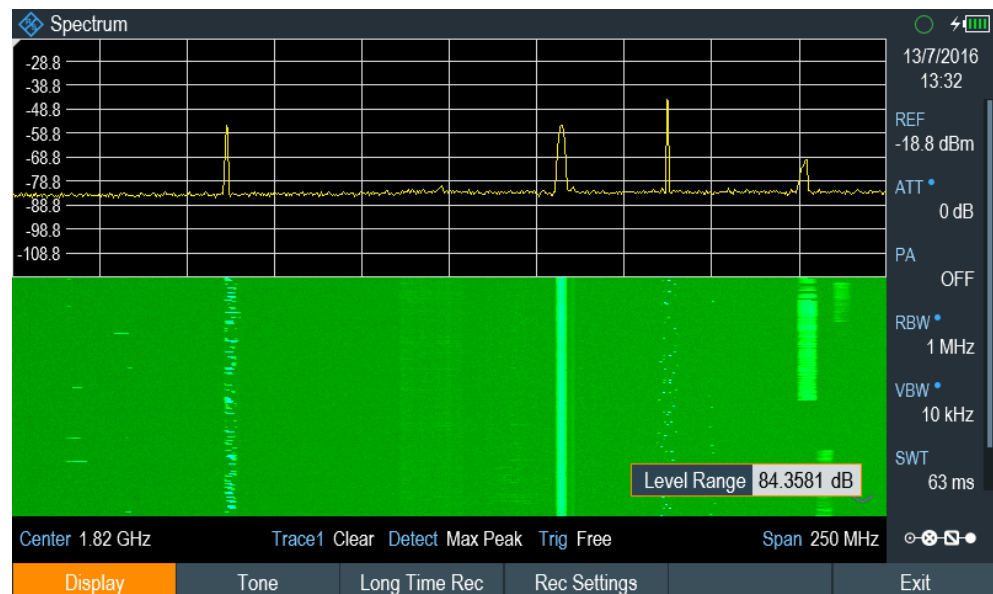 Spectrum
13/7/2016
13:32
-28.8
-38.8
-48.8
-58.8
-68.8
-78.8
-88.8
-98.8
-108.8
REF
-18.8 dBm
ATT
0 dB
PA
OFF
RBW
1 MHz
VBW
10 kHz
SWT
63 ms
Level Range 84.3581 dB
Center 1.82 GHz Trace1 Clear Detect Max Peak Trig Free Span 250 MHz
Display Tone Long Time Rec Rec Settings Exit